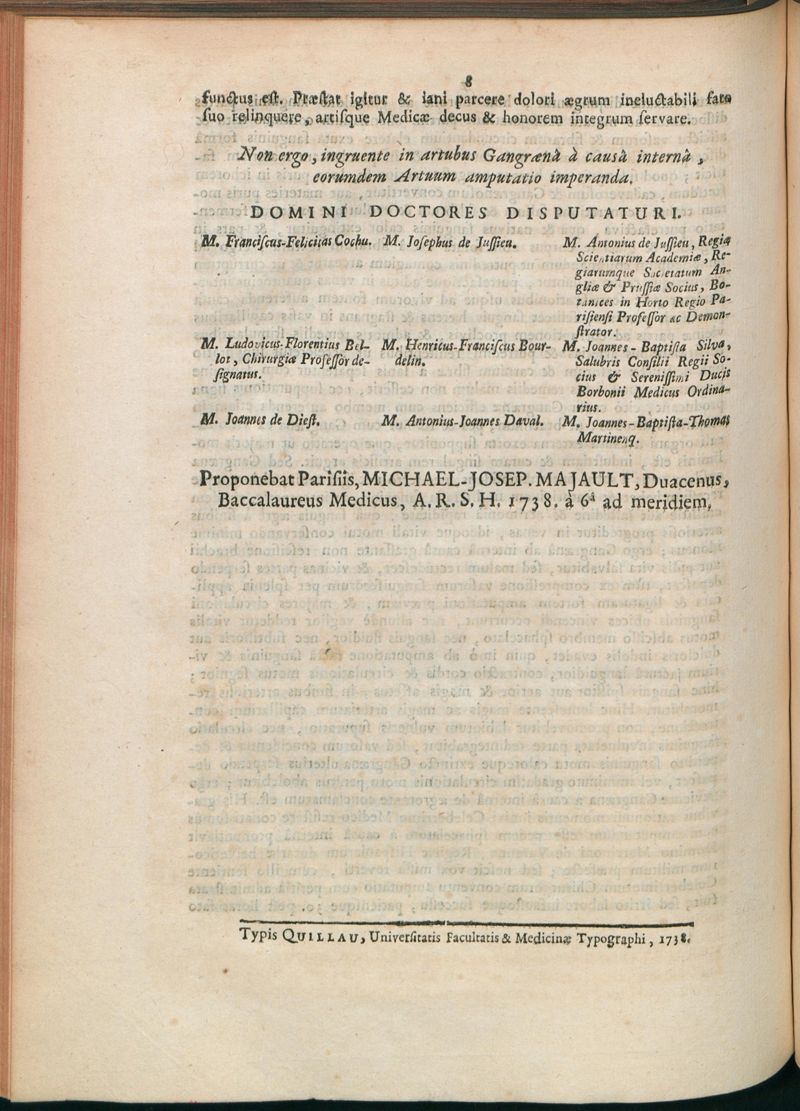 8
functus est. Præstat igitur & iani parcere dolori ægrum ineluctabili fato
suo relinquere, artisque Medicæ decus & honorem integrum servare.
Non ergo, ingruente in artubus Gangrænâ à causâ internâ,
eorumdem Artuum amputatio imperanda.
DOMINI DOCTORES DISPUTATURI.
M. Franciscus-Felicitas Cochu.
M. Josephus de Jussieu.
M. Antonius de Jussieu, Regiæ
Scientiarum Academiæ, Re-
giarumque Societatum An-
gliæ & Prussiæ Socius, Bo-
tanices in Horto Regio Pa-
risiensi Professor ac Demon-
strator.
M. Ludovicus-Florentius Bel-
lot, Chirurgiæ Professor de-
signatus.
M. Henricus-Franciscus Bour-
delin.
M. Joannes-Baptista Silva,
Salubris Consilii Regii So-
cius & Serenissimi Ducis
Borbonii Medicus Ordina-
rius.
M. Joannes de Diest.
M. Antonius-Joannes Daval.
M. Joannes-Baptista-Thomas
Martinenq.
Proponebat Parisiis, MICHAEL-JOSEP. MAJAULT, Duacenus,
Baccalaureus Medicus, A. R. S. H. 1738. à 6ª ad meridiem.
Typis QUILLAU, Universitatis Facultatis & Medicinæ Typographi, 1738.